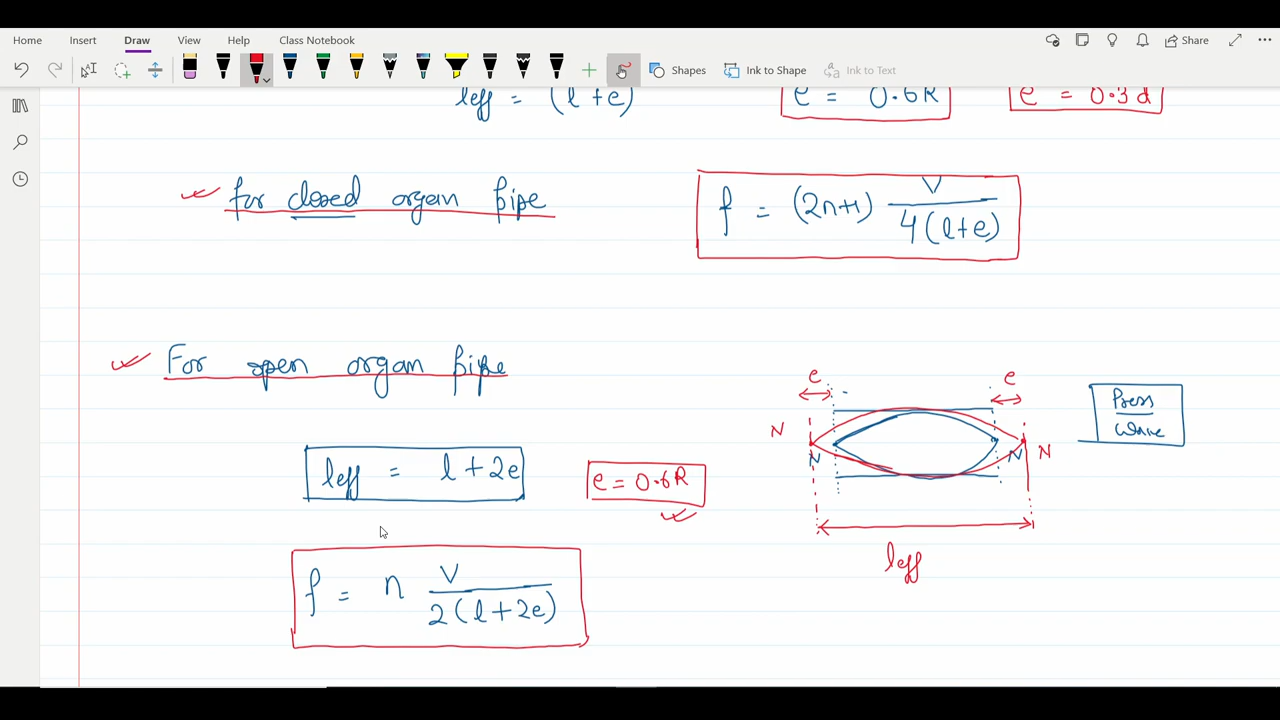 Home Insert Draw View Help Class Notebook Share
Shapes Ink to Shape Ink to Text
leff = (l+e) e = 0.6R e = 0.3d
for closed organ pipe f = (2n+1) V / 4(l+e)
For open organ pipe
e e
Press
wave
N N N N
leff = l+2e e = 0.6R
leff
f = n V / 2(l+2e)